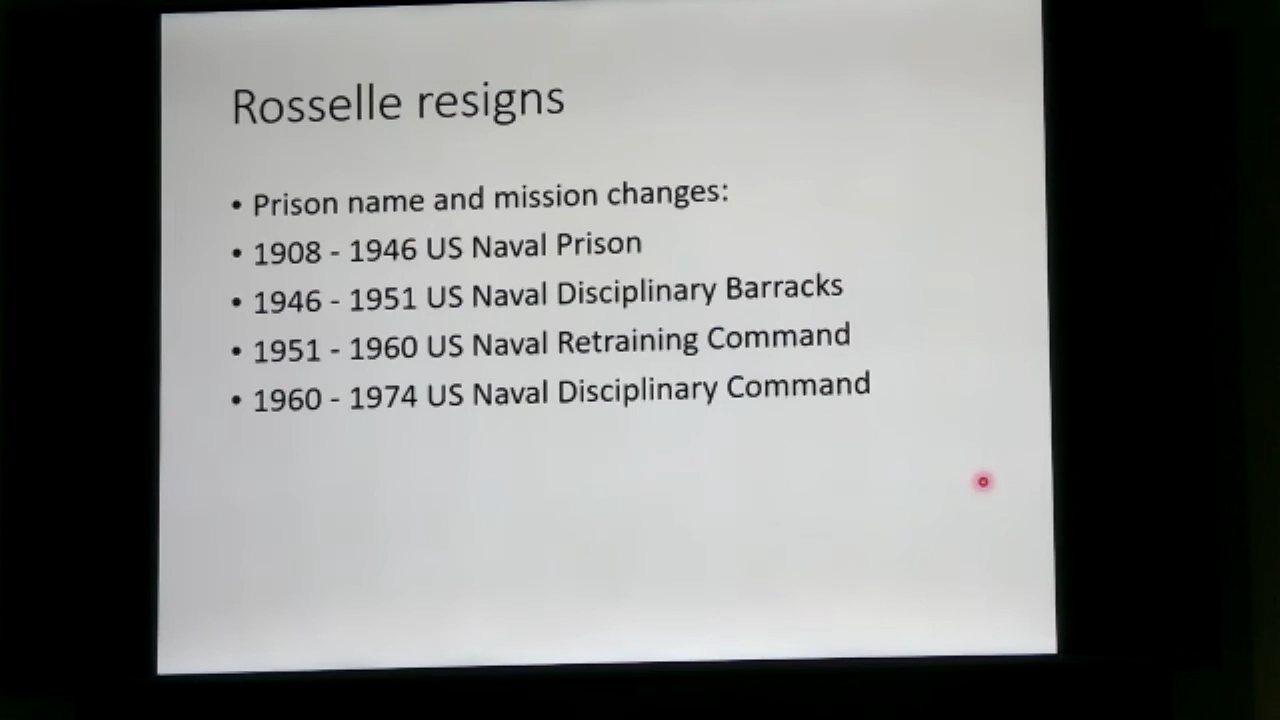 Rosselle resigns
• Prison name and mission changes:
• 1908 - 1946 US Naval Prison
• 1946 - 1951 US Naval Disciplinary Barracks
• 1951 - 1960 US Naval Retraining Command
• 1960 - 1974 US Naval Disciplinary Command